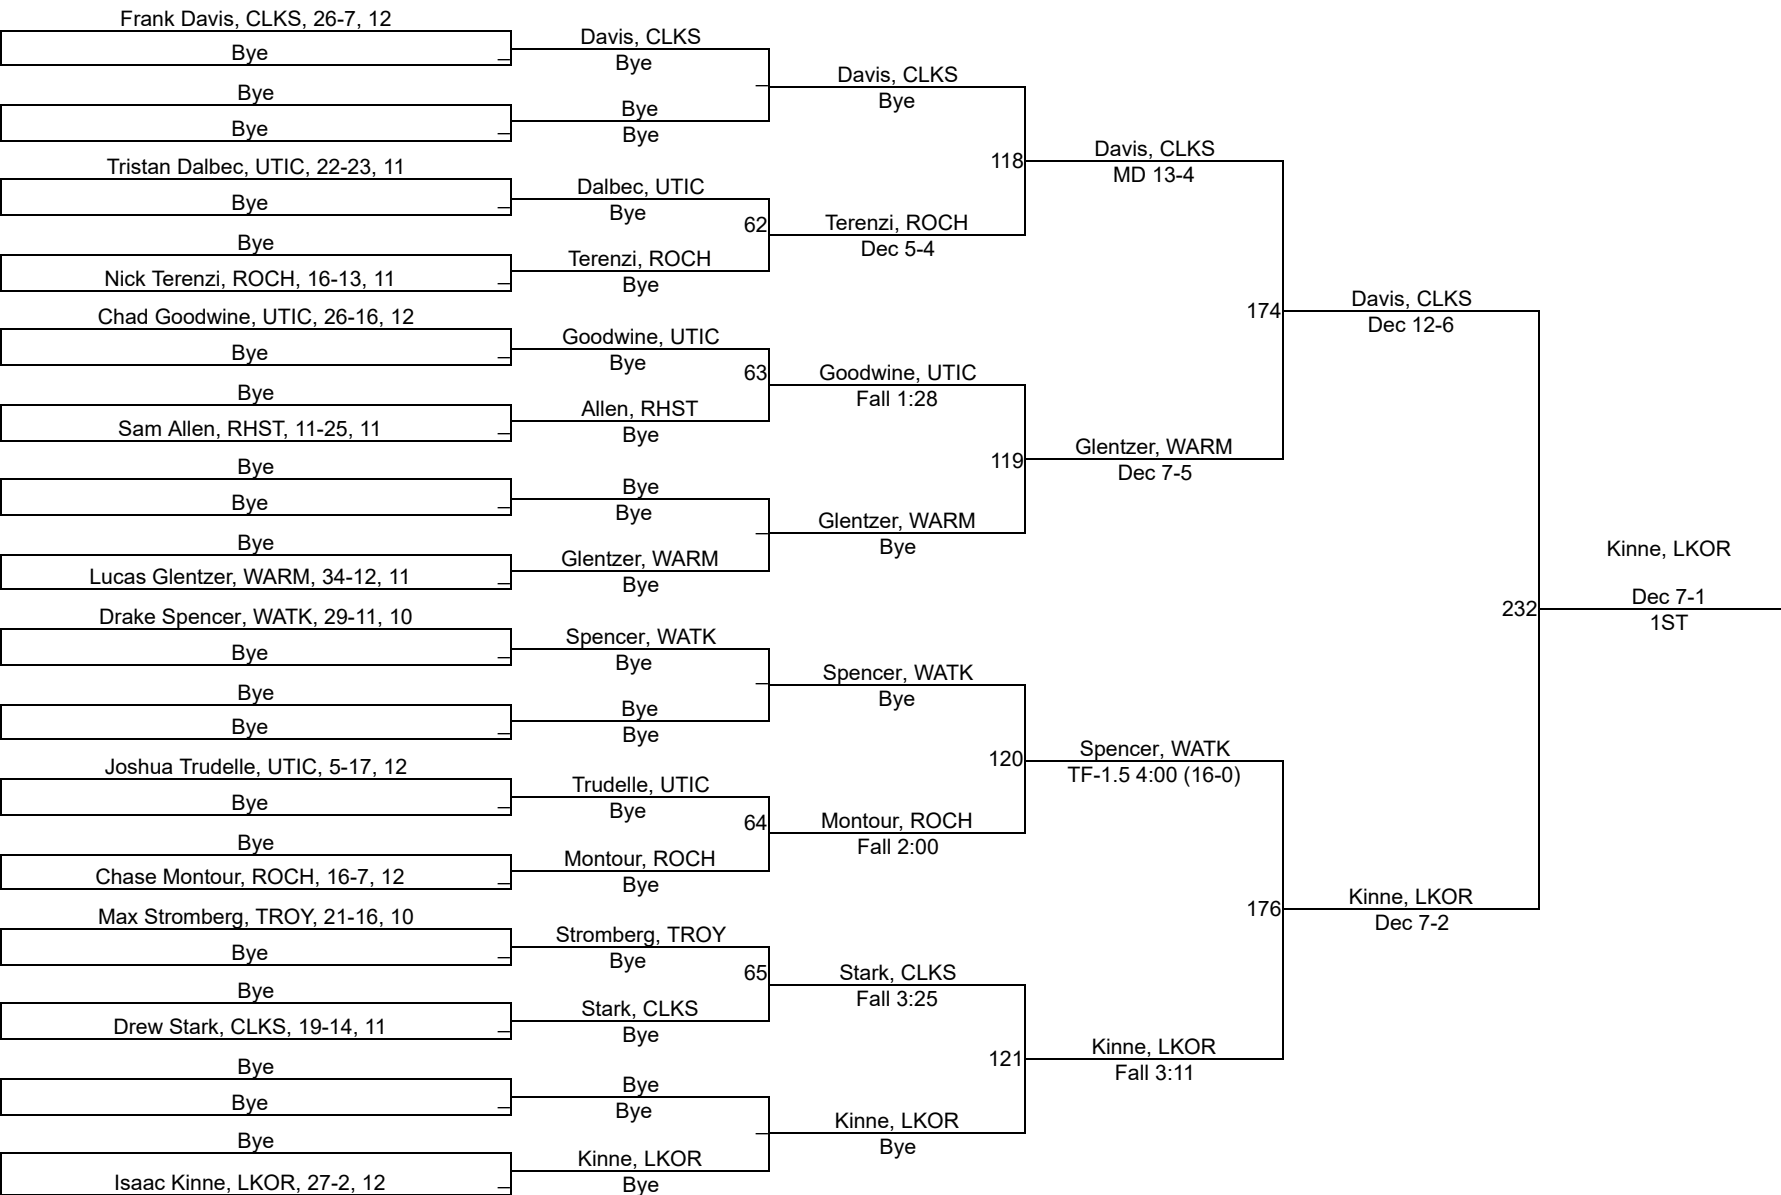 Frank Davis, CLKS, 26-7, 12
Bye
Bye
Bye
Tristan Dalbec, UTIC, 22-23, 11
Bye
Bye
Nick Terenzi, ROCH, 16-13, 11
Chad Goodwine, UTIC, 26-16, 12
Bye
Bye
Sam Allen, RHST, 11-25, 11
Bye
Bye
Bye
Lucas Glentzer, WARM, 34-12, 11
Drake Spencer, WATK, 29-11, 10
Bye
Bye
Bye
Joshua Trudelle, UTIC, 5-17, 12
Bye
Bye
Chase Montour, ROCH, 16-7, 12
Max Stromberg, TROY, 21-16, 10
Bye
Bye
Drew Stark, CLKS, 19-14, 11
Bye
Bye
Bye
Isaac Kinne, LKOR, 27-2, 12
Davis, CLKS
Bye
Bye
Bye
Dalbec, UTIC
Bye
62
Terenzi, ROCH
Bye
Goodwine, UTIC
Bye
63
Allen, RHST
Bye
Bye
Bye
Glentzer, WARM
Bye
Spencer, WATK
Bye
Bye
Bye
Trudelle, UTIC
Bye
64
Montour, ROCH
Bye
Stromberg, TROY
Bye
65
Stark, CLKS
Bye
Bye
Bye
Kinne, LKOR
Bye
Davis, CLKS
Bye
118
Terenzi, ROCH
Dec 5-4
Goodwine, UTIC
Fall 1:28
119
Glentzer, WARM
Bye
Spencer, WATK
Bye
120
Montour, ROCH
Fall 2:00
Stark, CLKS
Fall 3:25
121
Kinne, LKOR
Bye
Davis, CLKS
MD 13-4
174
Glentzer, WARM
Dec 7-5
Spencer, WATK
TF-1.5 4:00 (16-0)
176
Kinne, LKOR
Fall 3:11
Davis, CLKS
Dec 12-6
232
Kinne, LKOR
Dec 7-2
Kinne, LKOR
Dec 7-1
1ST